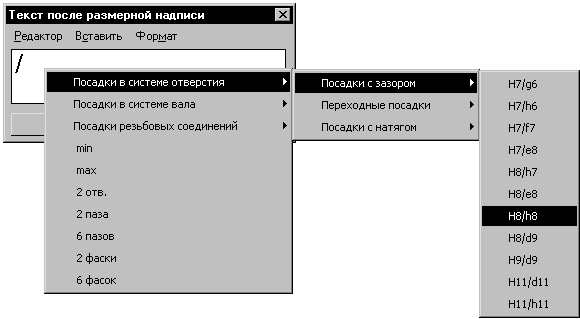 Текст после размерной надписи
Редактор Вставить Формат
/
Посадки в системе отверстия
Посадки в системе вала
Посадки резьбовых соединений
min
max
2 отв.
2 паза
6 пазов
2 фаски
6 фасок
Посадки с зазором
Переходные посадки
Посадки с натягом
H7/g6
H7/h6
H7/f7
H7/e8
H8/h7
H8/e8
H8/h8
H8/d9
H9/d9
H11/d11
H11/h11